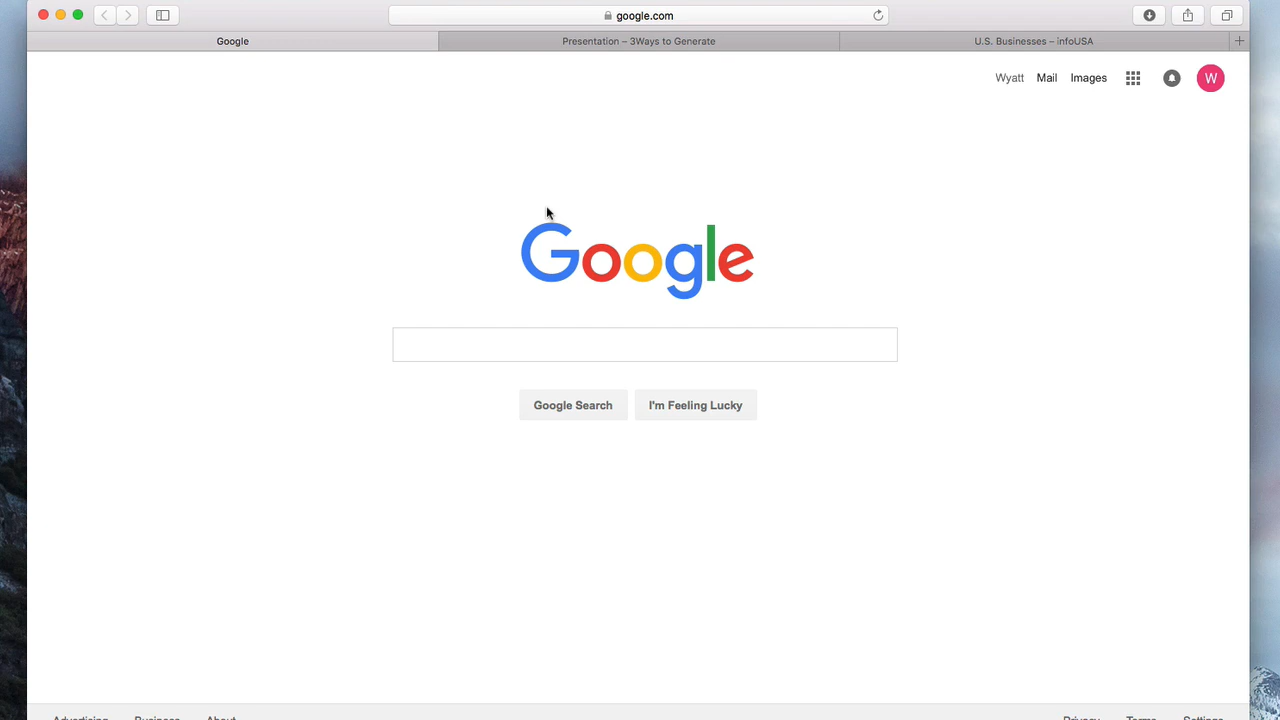 google.com
Google
Presentation – 3Ways to Generate
U.S. Businesses – infoUSA
Wyatt Mail Images W
Google
Google Search I'm Feeling Lucky
Advertising Business About Privacy Terms Settings